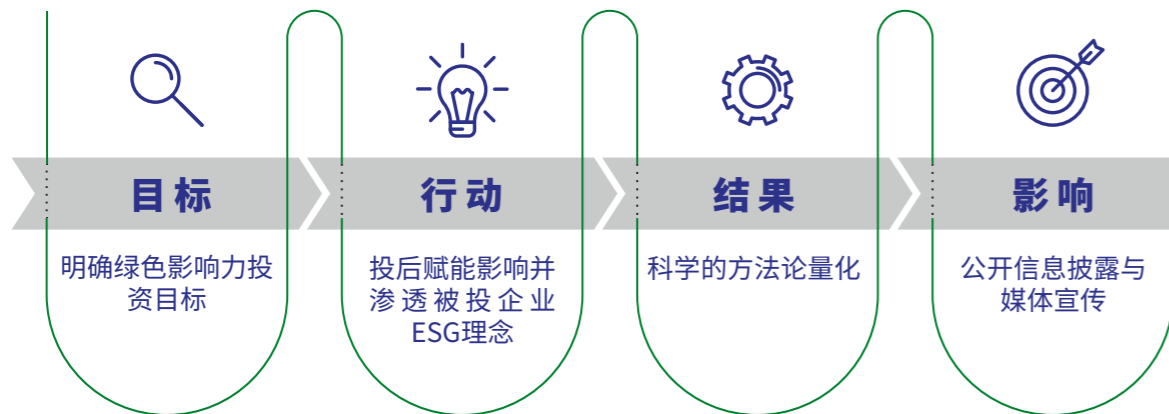 目标
行动
结果
影响
明确绿色影响力投
资目标
投后赋能影响并
渗透被投企业
ESG理念
科学的方法论量化
公开信息披露与
媒体宣传